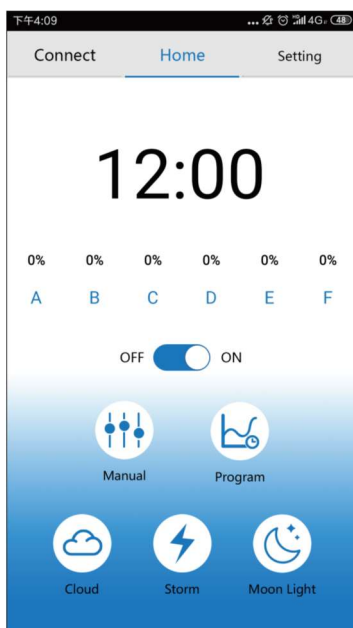 下午4:09 ... 4G 48
Connect Home Setting
12:00
0% 0% 0% 0% 0% 0%
A B C D E F
OFF ON
Manual Program
Cloud Storm Moon Light